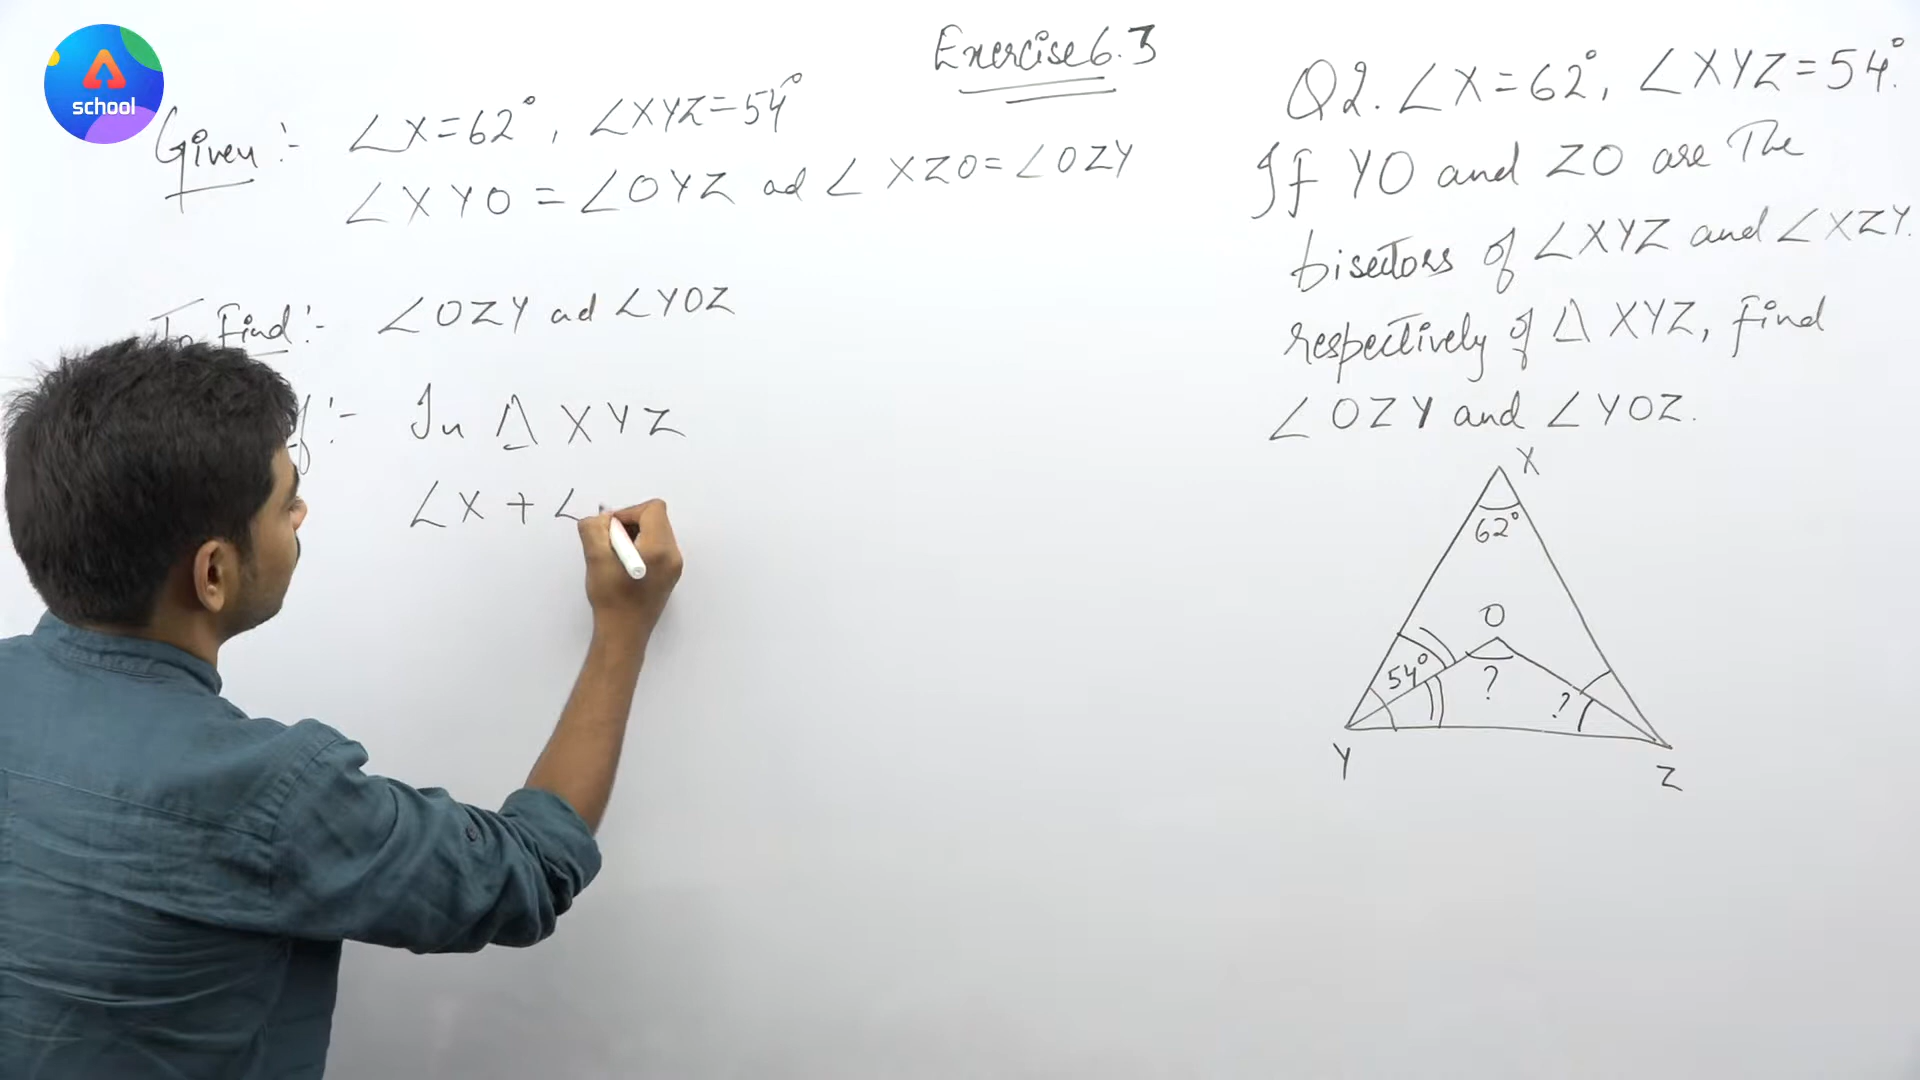 school
Exercise 6.3
Given :- ∠X=62°, ∠XYZ=54°
∠XYO = ∠OYZ ad ∠XZO=∠OZY
To Find :- ∠OZY ad ∠YOZ
:- In △XYZ
∠X + ∠
Q2. ∠X=62°, ∠XYZ=54°.
If YO and ZO are The
bisectors of ∠XYZ and ∠XZY.
respectively of △XYZ, find
∠OZY and ∠YOZ.
X
62°
O
54°
?
?
Y
Z